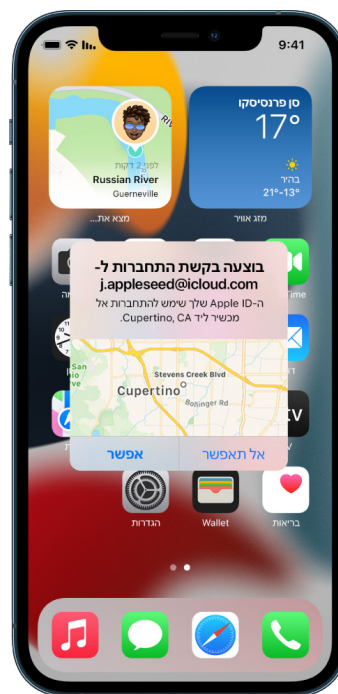 9:41
סן פרנסיסקו
17°
בהיר
21°-13°
מזג אוויר
לפני 2 דקות
Russian River
Guerneville
מצא את...
בוצעה בקשת התחברות ל-
j.appleseed@icloud.com
ה-Apple ID שלך שימש להתחברות אל
מכשיר ליד Cupertino, CA.
Stevens Creek Blvd
Cupertino
Bollinger Rd
San
אל תאפשר
אפשר
בריאות
Wallet
הגדרות